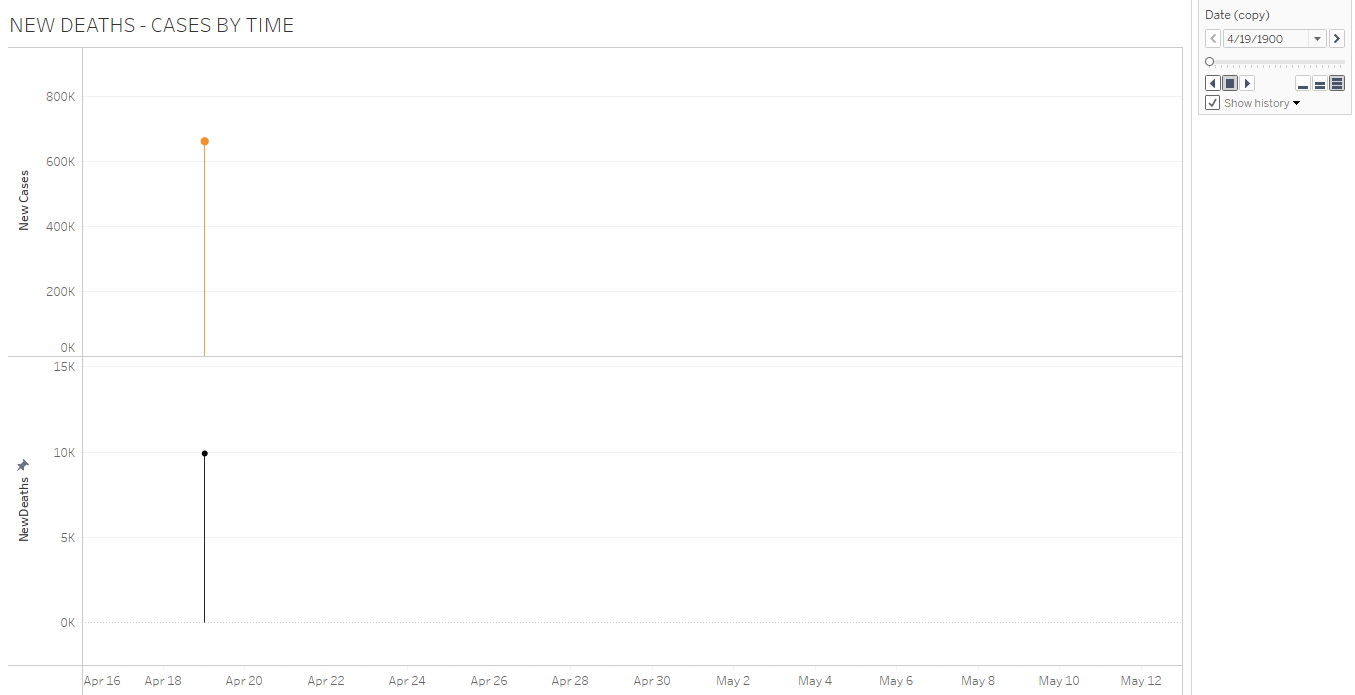 NEW DEATHS - CASES BY TIME
Date (copy)
4/19/1900
Show history
800K
600K
400K
200K
0K
New Cases
15K
10K
5K
0K
NewDeaths
Apr 16 Apr 18 Apr 20 Apr 22 Apr 24 Apr 26 Apr 28 Apr 30 May 2 May 4 May 6 May 8 May 10 May 12